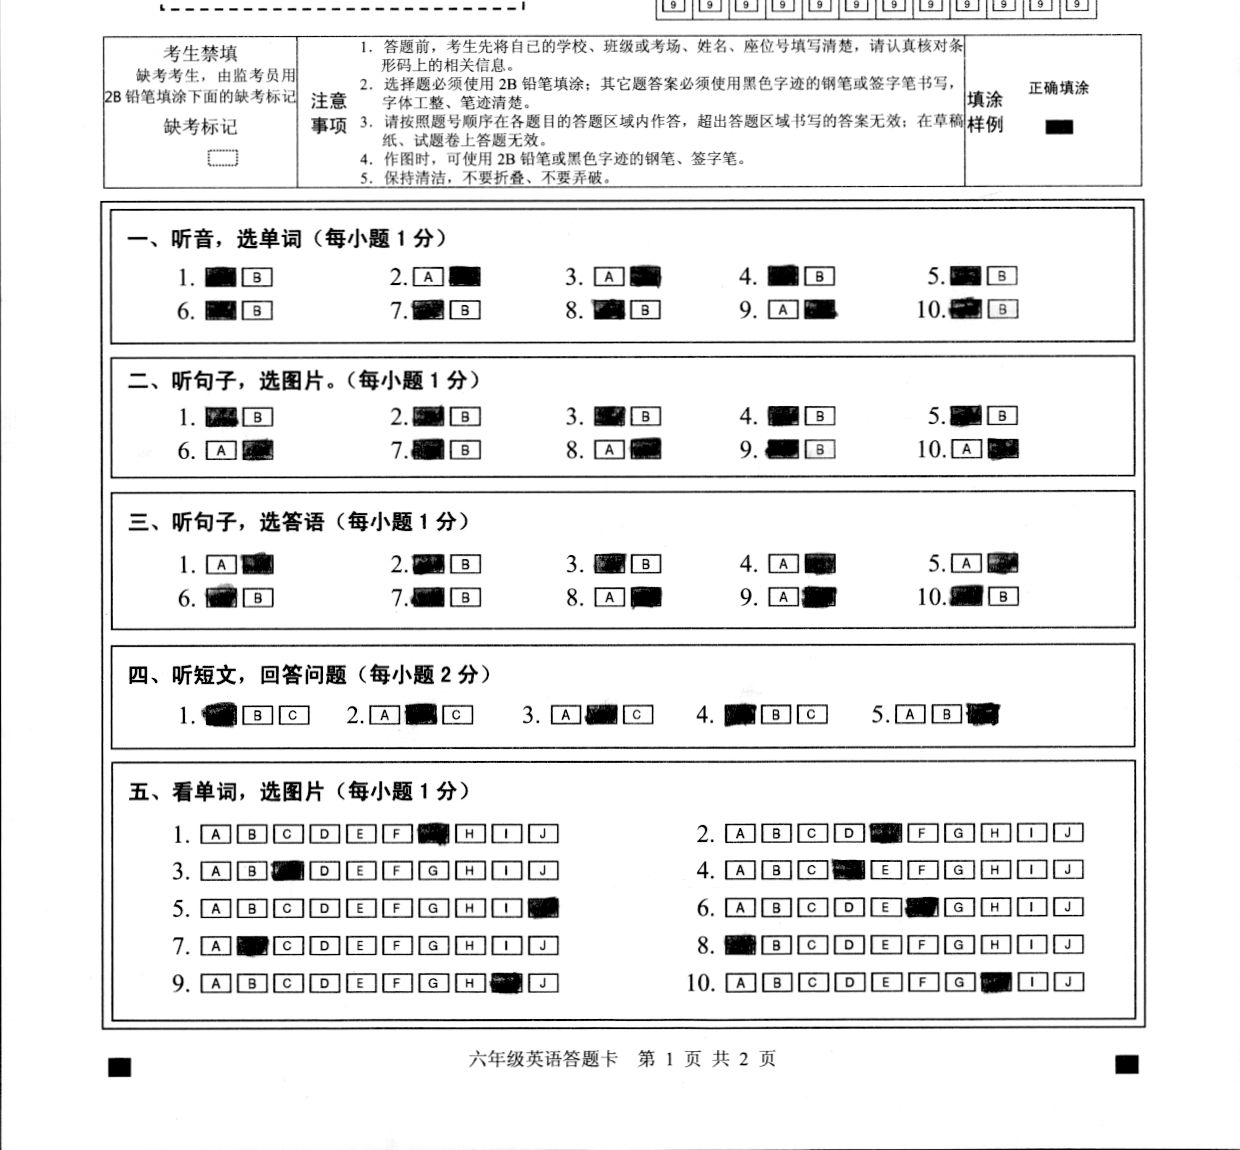 9 9 9 9 9 9 9 9 9 9 9 9
考生禁填
缺考考生，由监考员用
2B 铅笔填涂下面的缺考标记
缺考标记
注意
事项
1. 答题前，考生先将自已的学校、班级或考场、姓名、座位号填写清楚，请认真核对条
形码上的相关信息。
2. 选择题必须使用 2B 铅笔填涂；其它题答案必须使用黑色字迹的钢笔或签字笔书写，
字体工整、笔迹清楚。
3. 请按照题号顺序在各题目的答题区域内作答，超出答题区域书写的答案无效；在草稿
纸、试题卷上答题无效。
4. 作图时，可使用 2B 铅笔或黑色字迹的钢笔、签字笔。
5. 保持清洁，不要折叠、不要弄破。
填涂
样例
正确填涂
一、听音，选单词（每小题 1 分）
1. B 2. A 3. A 4. B 5. B
6. B 7. B 8. B 9. A 10. B
二、听句子，选图片。（每小题 1 分）
1. B 2. B 3. B 4. B 5. B
6. A 7. B 8. A 9. B 10. A
三、听句子，选答语（每小题 1 分）
1. A 2. B 3. B 4. A 5. A
6. B 7. B 8. A 9. A 10. B
四、听短文，回答问题（每小题 2 分）
1. B C 2. A C 3. A C 4. B C 5. A B
五、看单词，选图片（每小题 1 分）
1. A B C D E F H I J 2. A B C D F G H I J
3. A B D E F G H I J 4. A B C E F G H I J
5. A B C D E F G H I 6. A B C D E G H I J
7. A C D E F G H I J 8. B C D E F G H I J
9. A B C D E F G H J 10. A B C D E F G I J
六年级英语答题卡 第 1 页 共 2 页